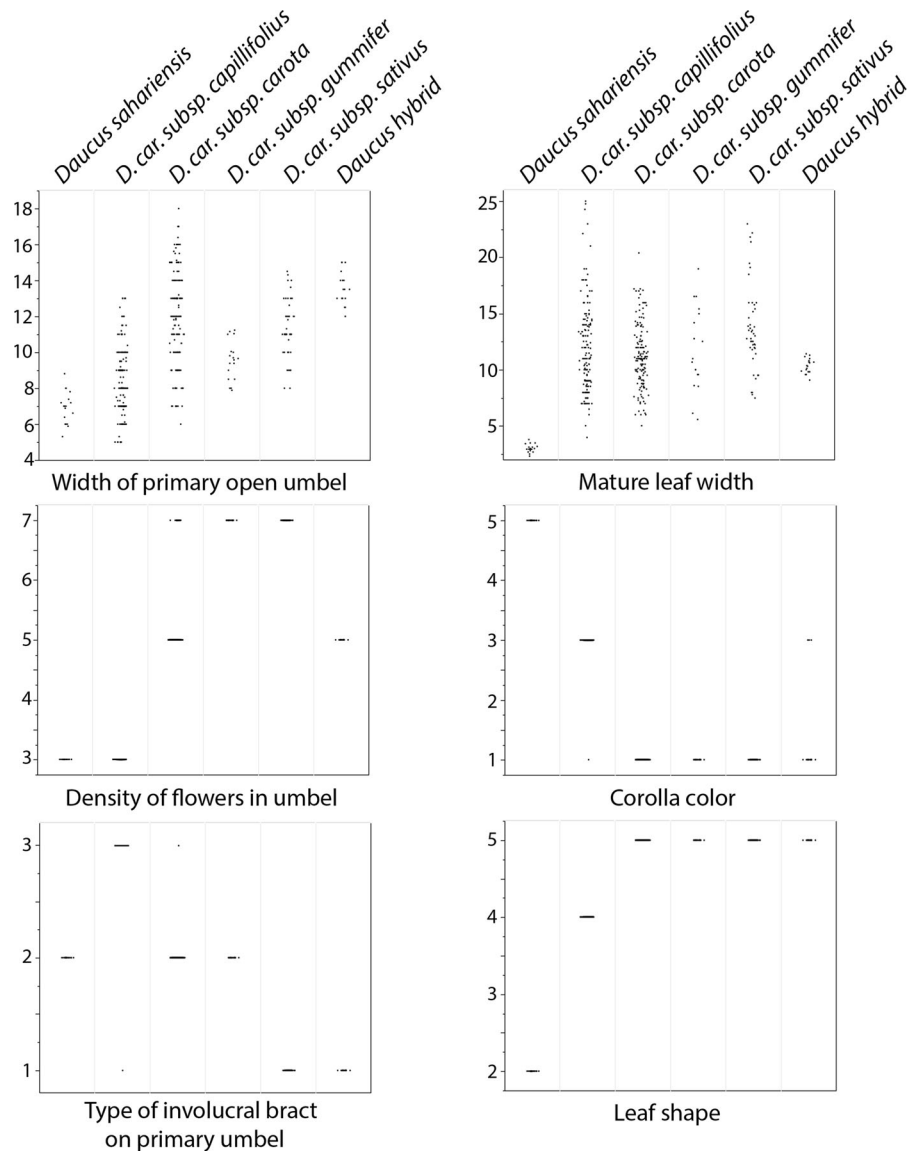 Daucus sahariensis
D. car. subsp. capillifolius
D. car. subsp. carota
D. car. subsp. gummifer
D. car. subsp. sativus
Daucus hybrid
18
16
14
12
10
8
6
4
Width of primary open umbel
Daucus sahariensis
D. car. subsp. capillifolius
D. car. subsp. carota
D. car. subsp. gummifer
D. car. subsp. sativus
Daucus hybrid
25
20
15
10
5
Mature leaf width
7
6
5
4
3
Density of flowers in umbel
5
4
3
2
1
Corolla color
3
2
1
Type of involucral bract
on primary umbel
5
4
3
2
Leaf shape